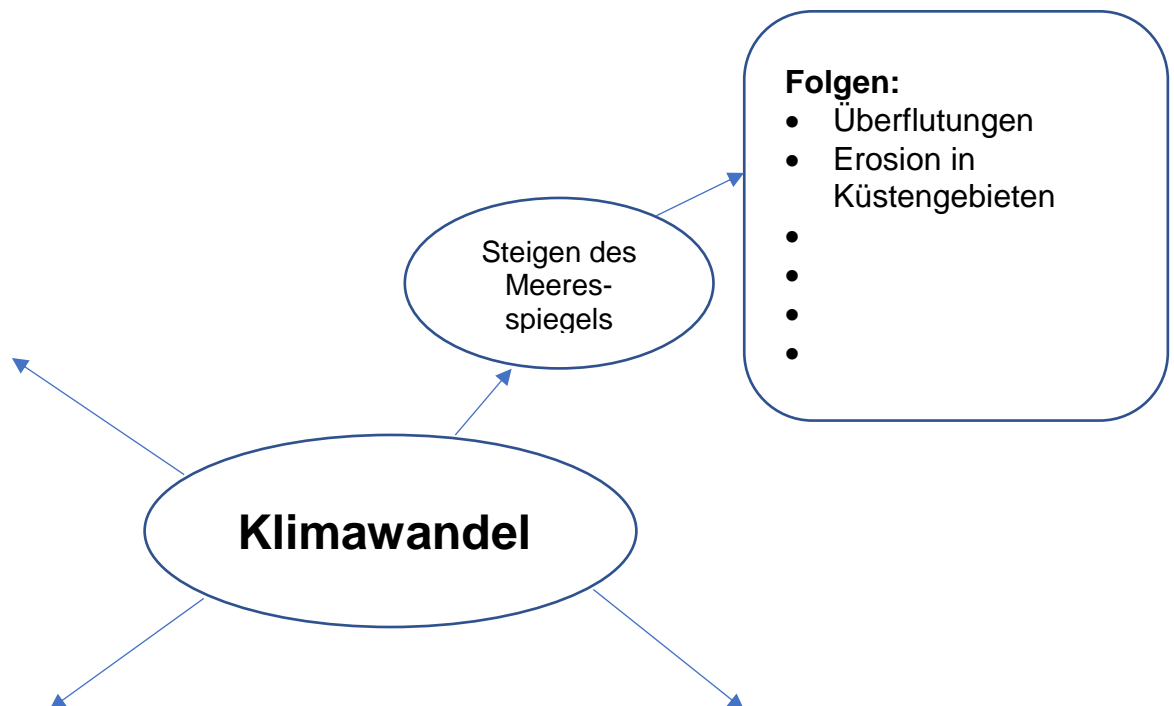 Folgen:
• Überflutungen
• Erosion in
Küstengebieten
•
•
•
•
Steigen des
Meeres-
spiegels
Klimawandel